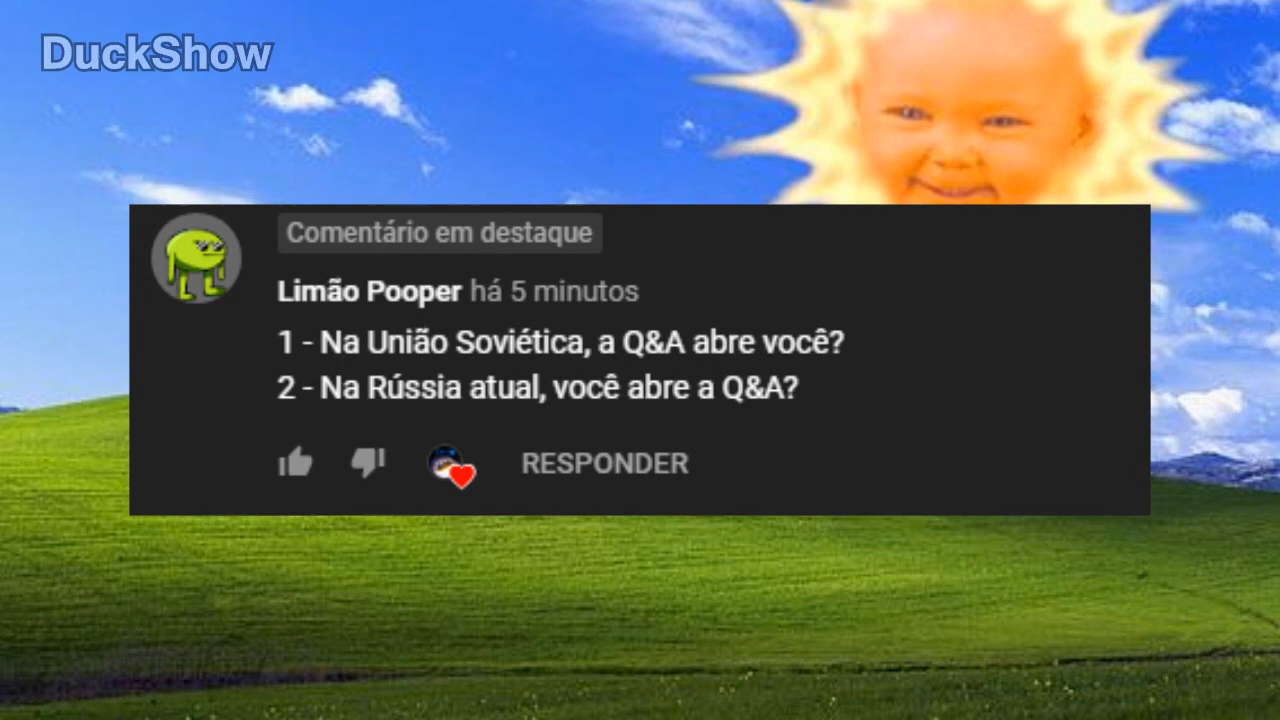 DuckShow
Comentário em destaque
Limão Pooper há 5 minutos
1 - Na União Soviética, a Q&A abre você?
2 - Na Rússia atual, você abre a Q&A?
RESPONDER